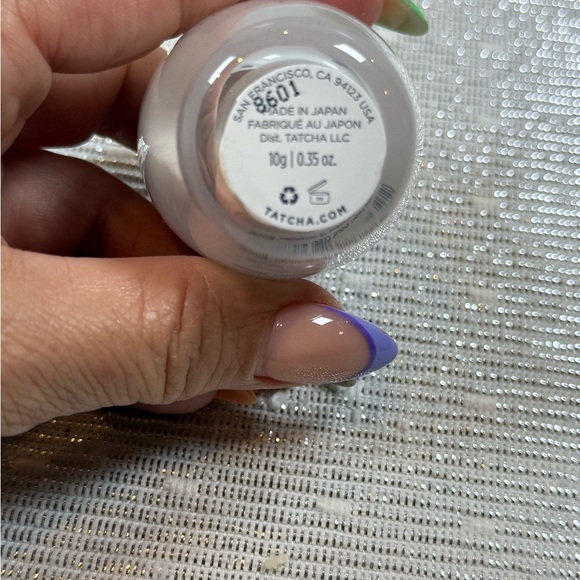 SAN FRANCISCO, CA 94123 USA
8601
MADE IN JAPAN
FABRIQUÉ AU JAPON
Dist. TATCHA LLC
10g | 0.35 oz.
TATCHA.COM